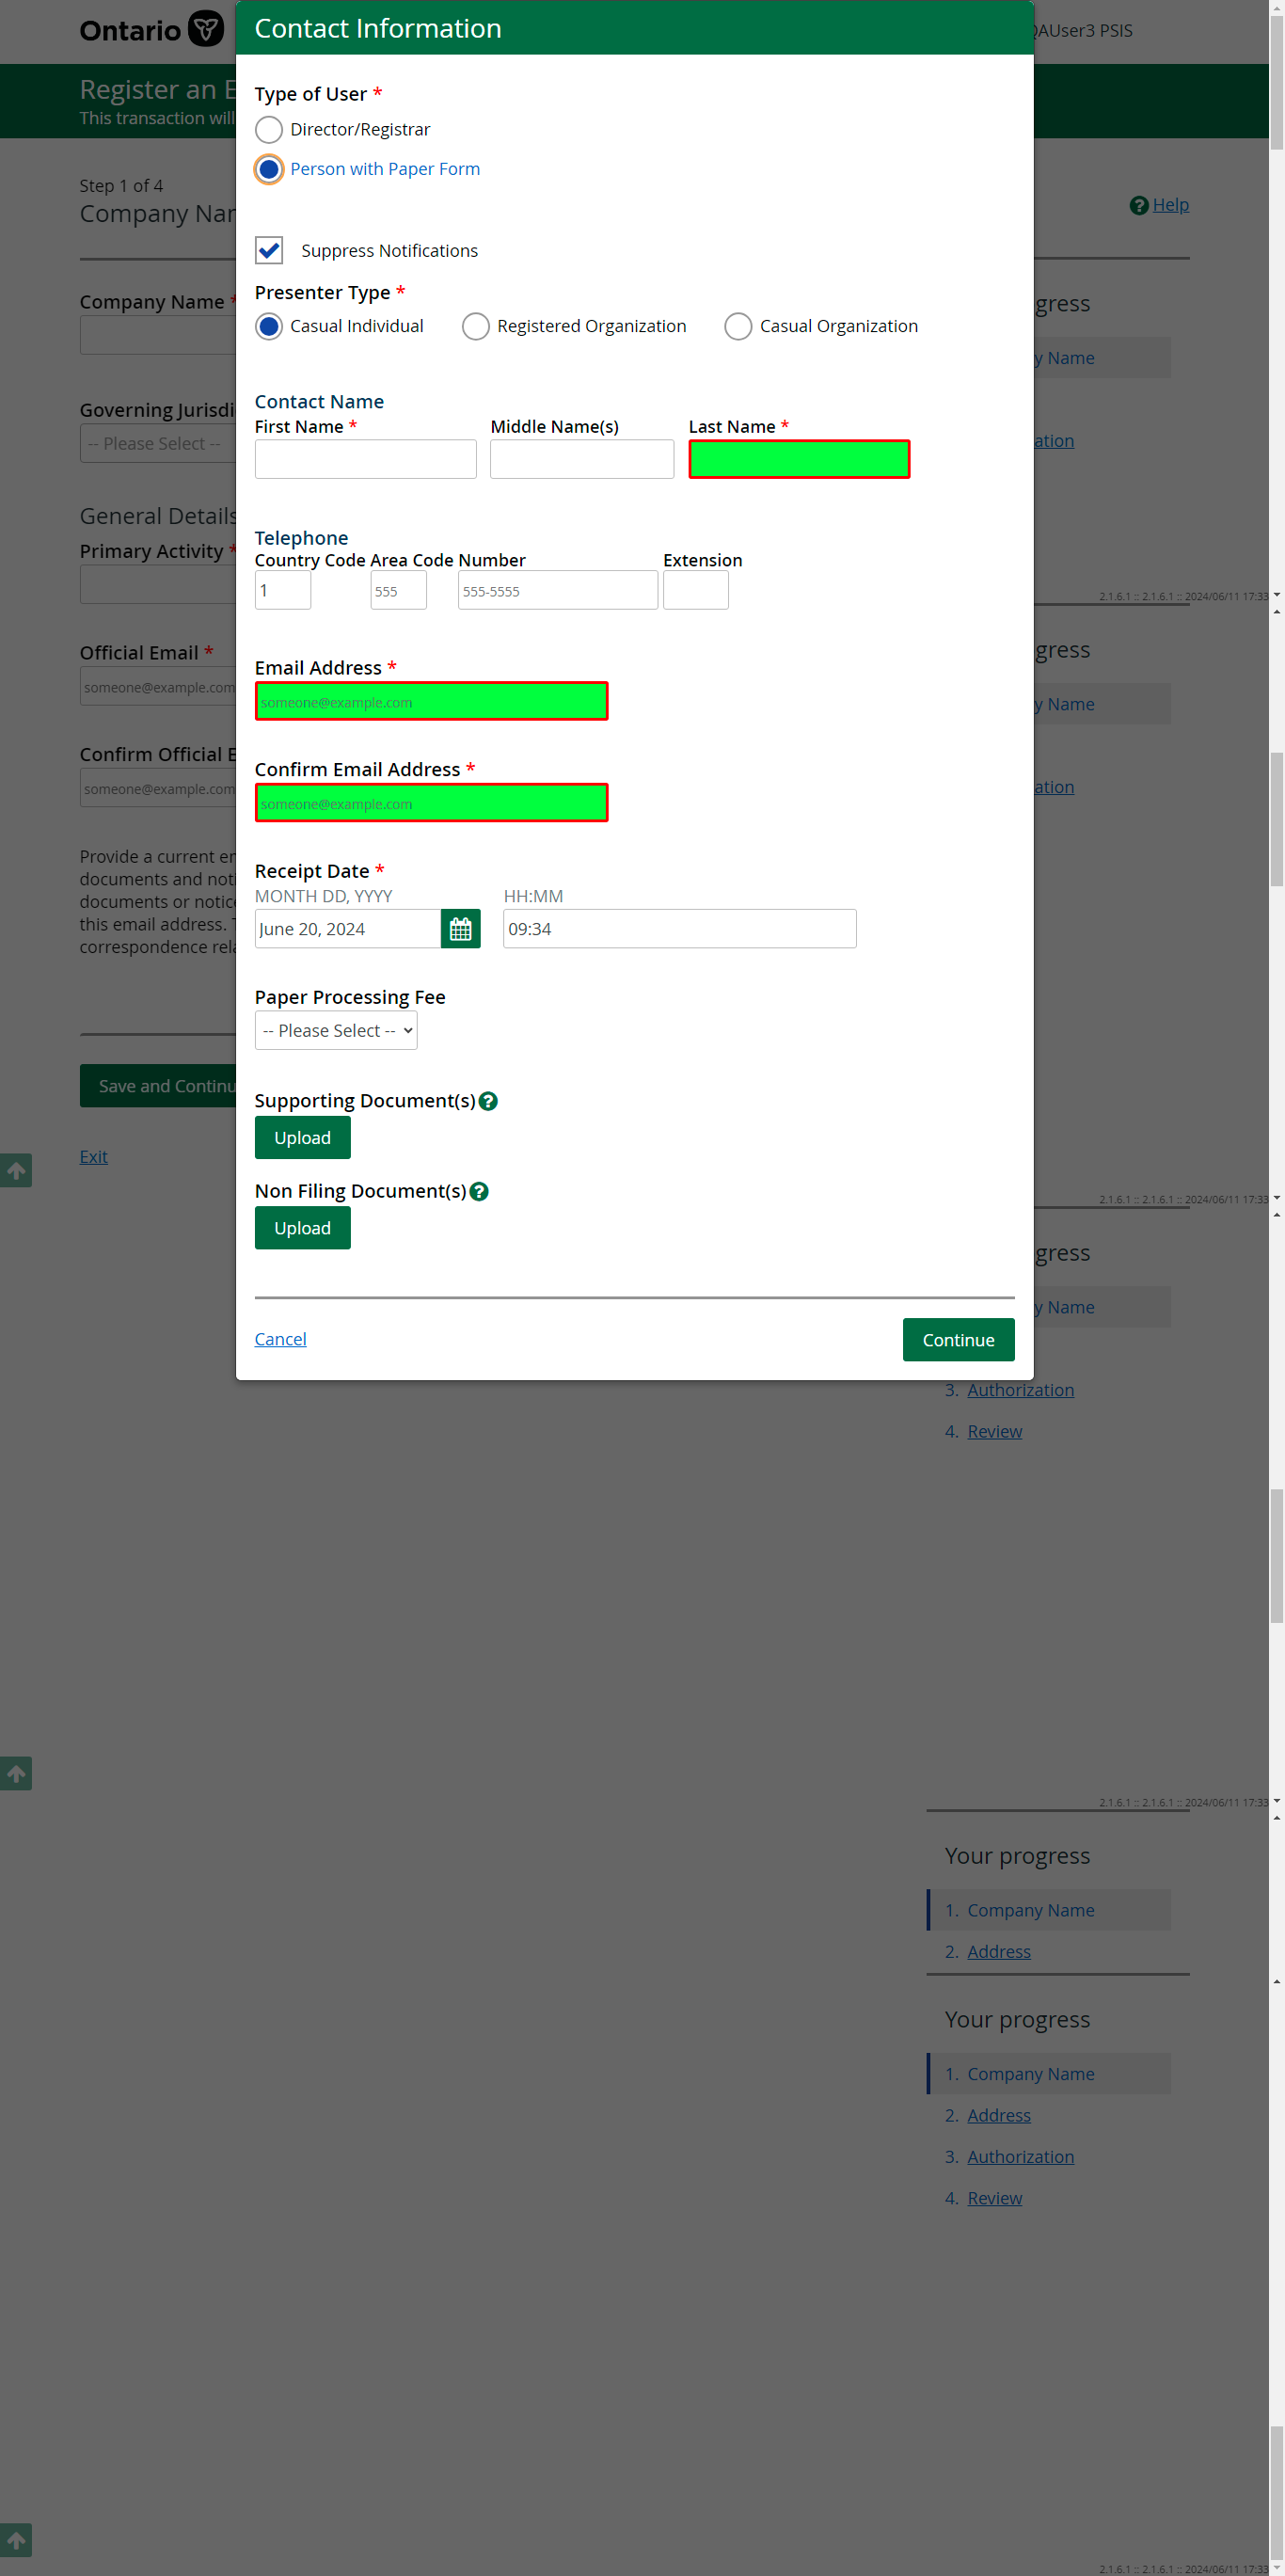 Contact Information
Ontario
QAUser3 PSIS
Register an E
This transaction will
Type of User *
Director/Registrar
Person with Paper Form
Step 1 of 4
Company Nar
Help
Suppress Notifications
Presenter Type *
Casual Individual Registered Organization Casual Organization
Company Name *
gress
y Name
Contact Name
First Name * Middle Name(s) Last Name *
Governing Jurisdi
-- Please Select --
ation
General Details
Telephone
Country Code Area Code Number Extension
1 555 555-5555
Primary Activity *
2.1.6.1 :: 2.1.6.1 :: 2024/06/11 17:33
Official Email *
someone@example.com
gress
y Name
Email Address *
someone@example.com
Confirm Official E
someone@example.com
Confirm Email Address *
someone@example.com
ation
Provide a current
documents and noti
documents or notice
this email address.
correspondence rela
Receipt Date *
MONTH DD, YYYY HH:MM
June 20, 2024 09:34
Paper Processing Fee
-- Please Select --
Save and Continu
Exit
Supporting Document(s)
Upload
Non Filing Document(s)
Upload
2.1.6.1 :: 2.1.6.1 :: 2024/06/11 17:33
gress
y Name
Cancel
Continue
3. Authorization
4. Review
2.1.6.1 :: 2.1.6.1 :: 2024/06/11 17:33
Your progress
1. Company Name
2. Address
Your progress
1. Company Name
2. Address
3. Authorization
4. Review
2.1.6.1 :: 2.1.6.1 :: 2024/06/11 17:33